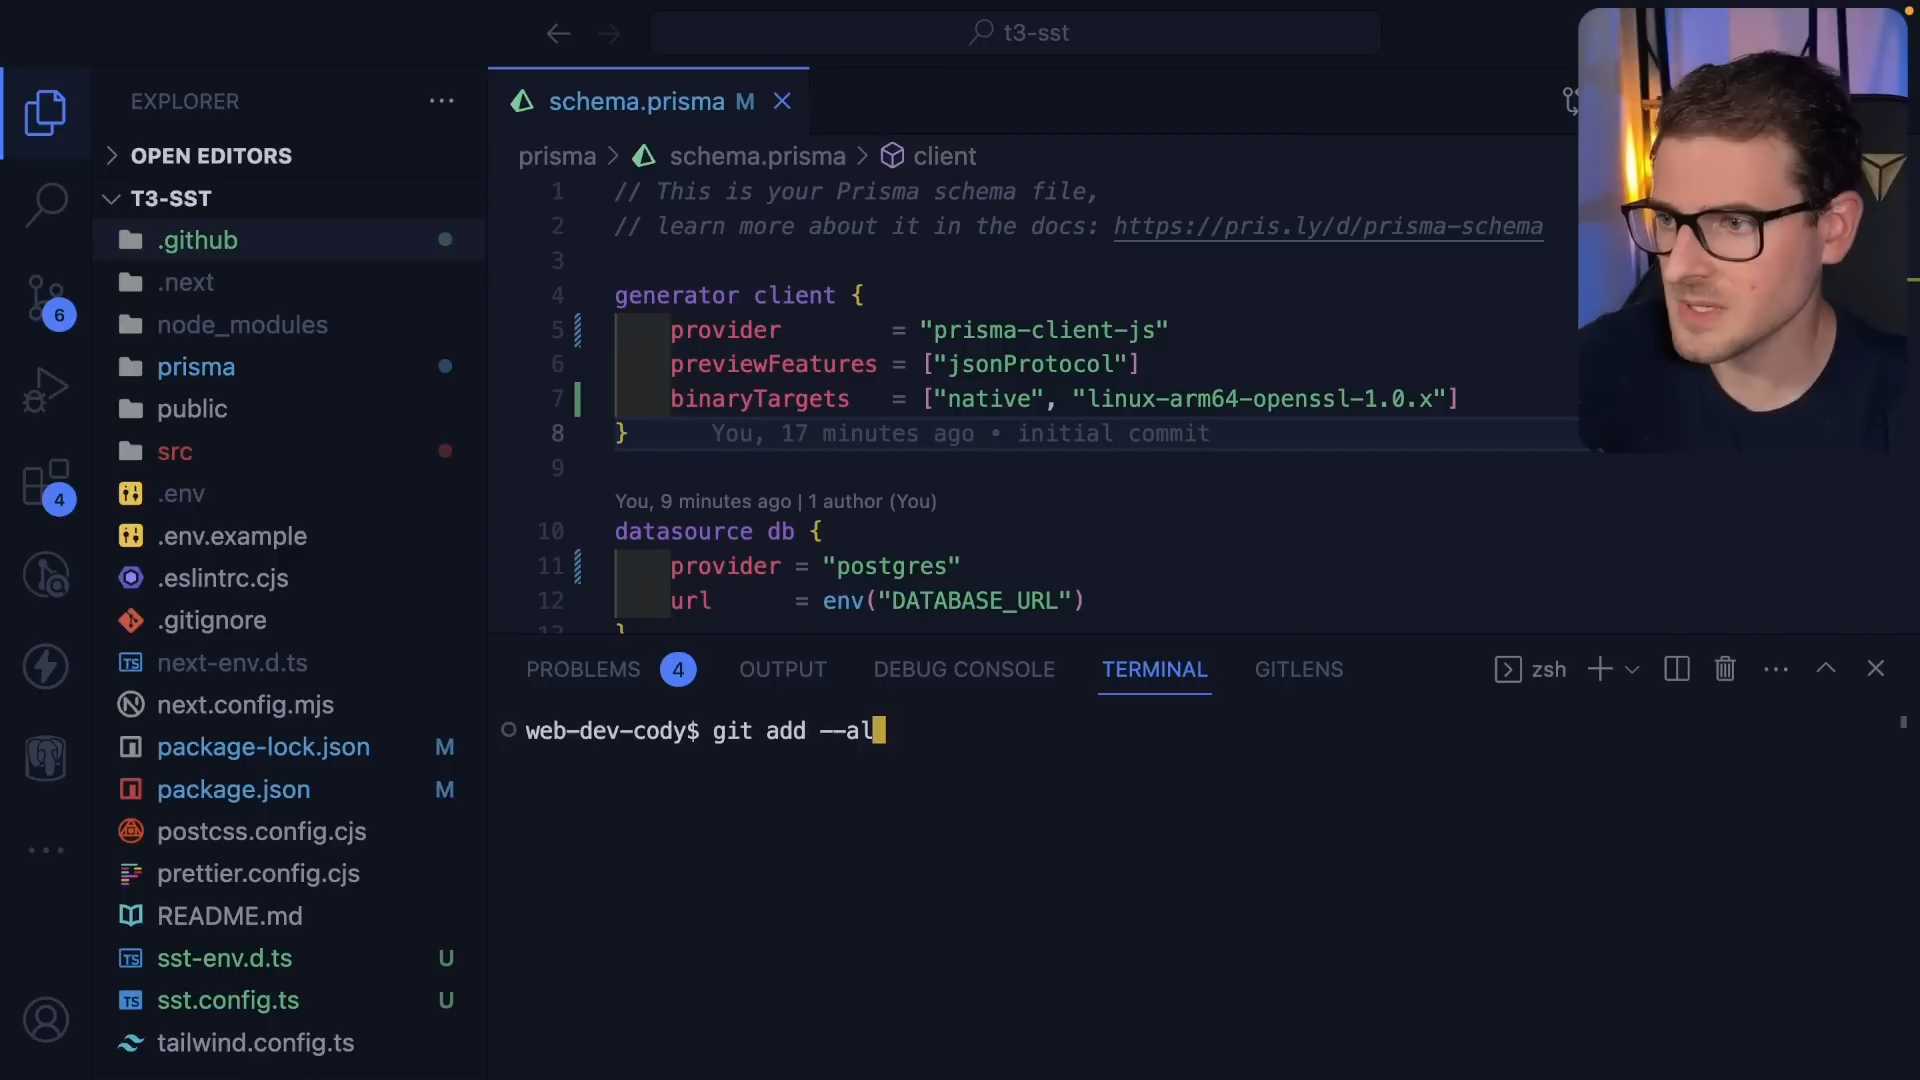 t3-sst
EXPLORER
OPEN EDITORS
T3-SST
.github
.next
node_modules
prisma
public
src
.env
.env.example
.eslintrc.cjs
.gitignore
next-env.d.ts
next.config.mjs
package-lock.json M
package.json M
postcss.config.cjs
prettier.config.cjs
README.md
sst-env.d.ts U
sst.config.ts U
tailwind.config.ts
6
4
schema.prisma M
prisma > schema.prisma > client
1 // This is your Prisma schema file,
2 // learn more about it in the docs: https://pris.ly/d/prisma-schema
3
4 generator client {
5 provider = "prisma-client-js"
6 previewFeatures = ["jsonProtocol"]
7 binaryTargets = ["native", "linux-arm64-openssl-1.0.x"]
8 } You, 17 minutes ago • initial commit
9
You, 9 minutes ago | 1 author (You)
10 datasource db {
11 provider = "postgres"
12 url = env("DATABASE_URL")
13 }
PROBLEMS 4 OUTPUT DEBUG CONSOLE TERMINAL GITLENS zsh
web-dev-cody$ git add --al